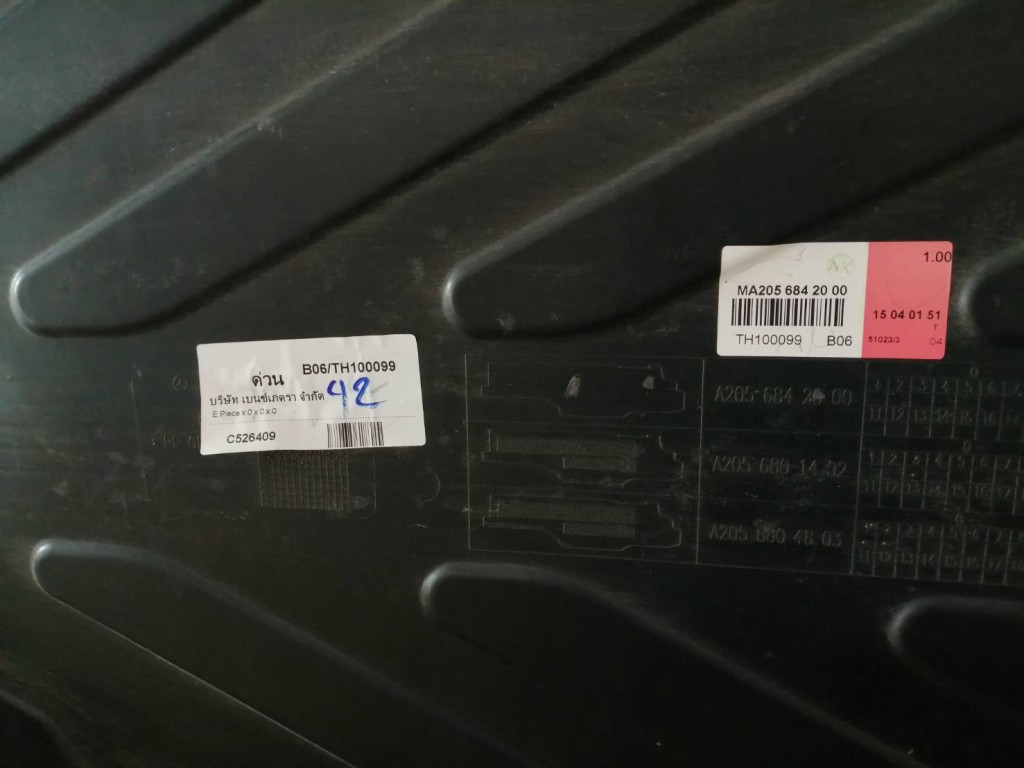 B06/TH100099
ด่วน
บริษัท เบนซ์เภตรา จำกัด
42
E Piece x 0 x 0 x 0
C526409
MA205 684 20 00
TH100099 B06
1.00
15 04 01 51
T
51023/3 04
A205 684 20 00
A205 680 14 02
A205 680 48 03